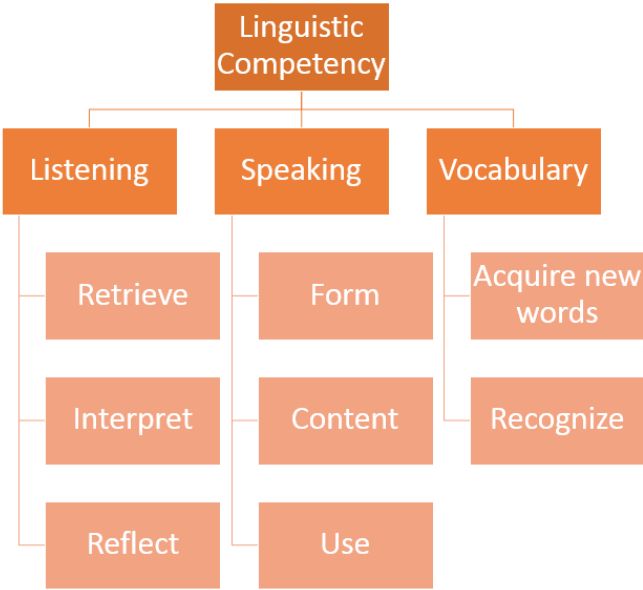 Linguistic
Competency
Listening
Speaking
Vocabulary
Retrieve
Form
Acquire new
words
Interpret
Content
Recognize
Reflect
Use